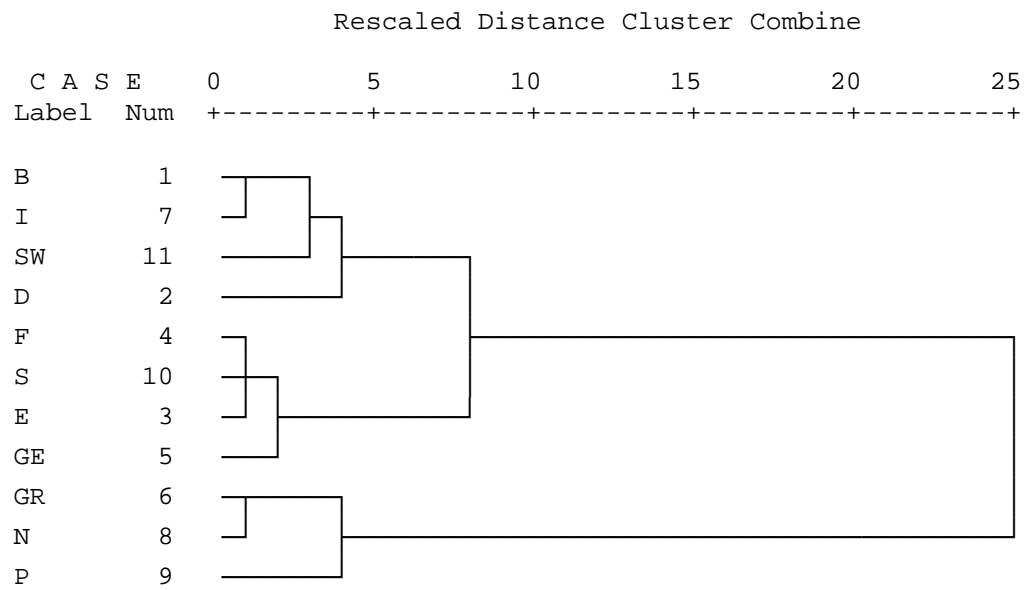 Rescaled Distance Cluster Combine
C A S E 0 5 10 15 20 25
Label Num +---------+---------+---------+---------+---------+
B 1
I 7
SW 11
D 2
F 4
S 10
E 3
GE 5
GR 6
N 8
P 9